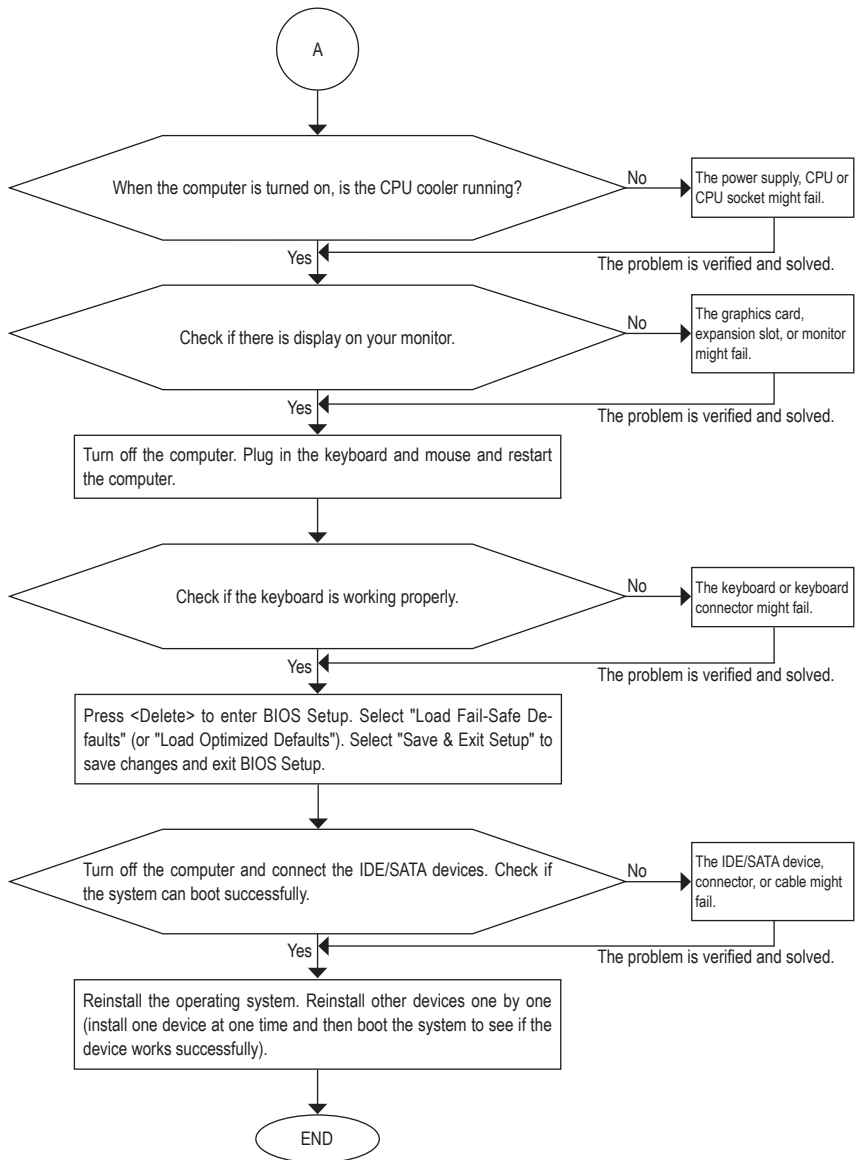 A
When the computer is turned on, is the CPU cooler running?
No
The power supply, CPU or
CPU socket might fail.
Yes
The problem is verified and solved.
Check if there is display on your monitor.
No
The graphics card,
expansion slot, or monitor
might fail.
Yes
The problem is verified and solved.
Turn off the computer. Plug in the keyboard and mouse and restart
the computer.
Check if the keyboard is working properly.
No
The keyboard or keyboard
connector might fail.
Yes
The problem is verified and solved.
Press <Delete> to enter BIOS Setup. Select "Load Fail-Safe De-
faults" (or "Load Optimized Defaults"). Select "Save & Exit Setup" to
save changes and exit BIOS Setup.
Turn off the computer and connect the IDE/SATA devices. Check if
the system can boot successfully.
No
The IDE/SATA device,
connector, or cable might
fail.
Yes
The problem is verified and solved.
Reinstall the operating system. Reinstall other devices one by one
(install one device at one time and then boot the system to see if the
device works successfully).
END